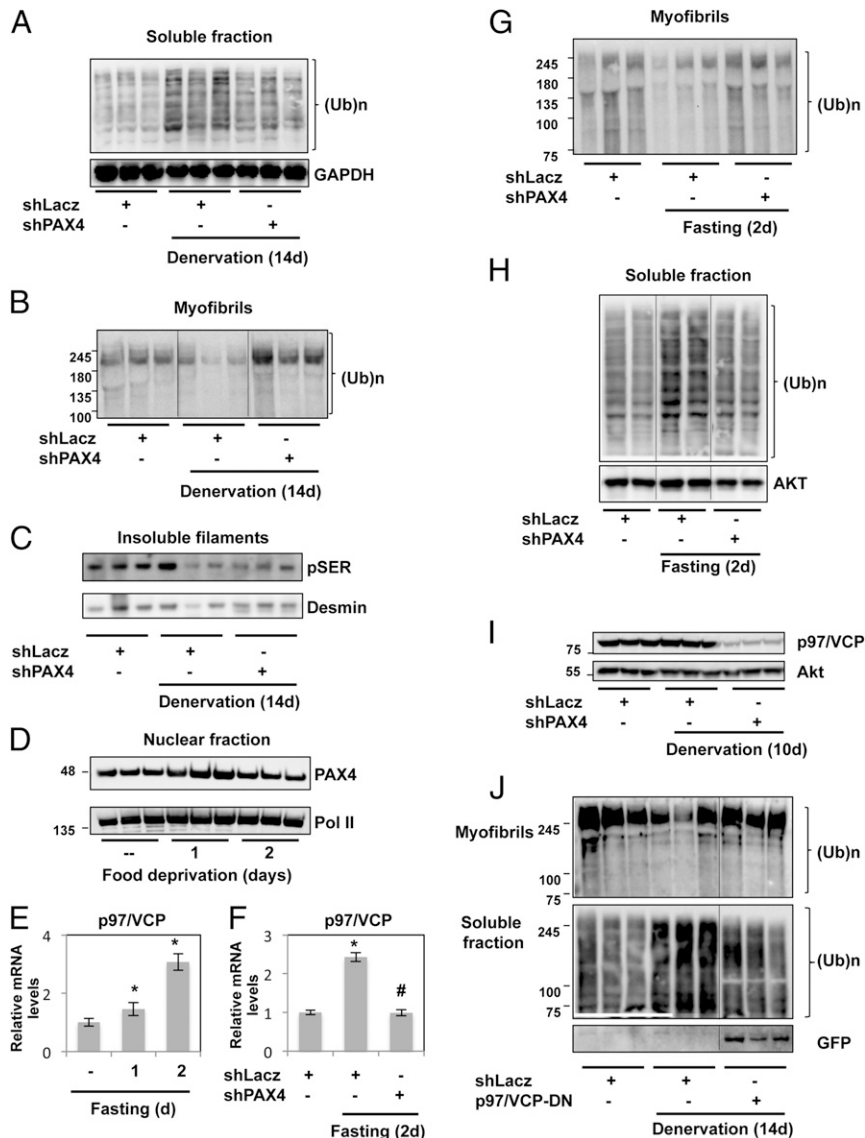 A
Soluble fraction
(Ub)n
GAPDH
shLacz + + -
shPAX4 - - +
Denervation (14d)
B
Myofibrils
245
180
135
100
(Ub)n
shLacz + + -
shPAX4 - - +
Denervation (14d)
C
Insoluble filaments
pSER
Desmin
shLacz + + -
shPAX4 - - +
Denervation (14d)
D
Nuclear fraction
48
PAX4
135
Pol II
-- 1 2
Food deprivation (days)
E
p97/VCP
Relative mRNA
levels
4
2
0
*
*
- 1 2
Fasting (d)
F
p97/VCP
Relative mRNA
levels
3
2
1
0
*
#
shLacz + + -
shPAX4 - - +
Fasting (2d)
G
Myofibrils
245
180
135
100
75
(Ub)n
shLacz + + -
shPAX4 - - +
Fasting (2d)
H
Soluble fraction
(Ub)n
AKT
shLacz + + -
shPAX4 - - +
Fasting (2d)
I
75
p97/VCP
55
Akt
shLacz + + -
shPAX4 - - +
Denervation (10d)
J
Myofibrils
245
100
75
(Ub)n
Soluble
fraction
245
100
75
(Ub)n
GFP
shLacz + + -
p97/VCP-DN - - +
Denervation (14d)